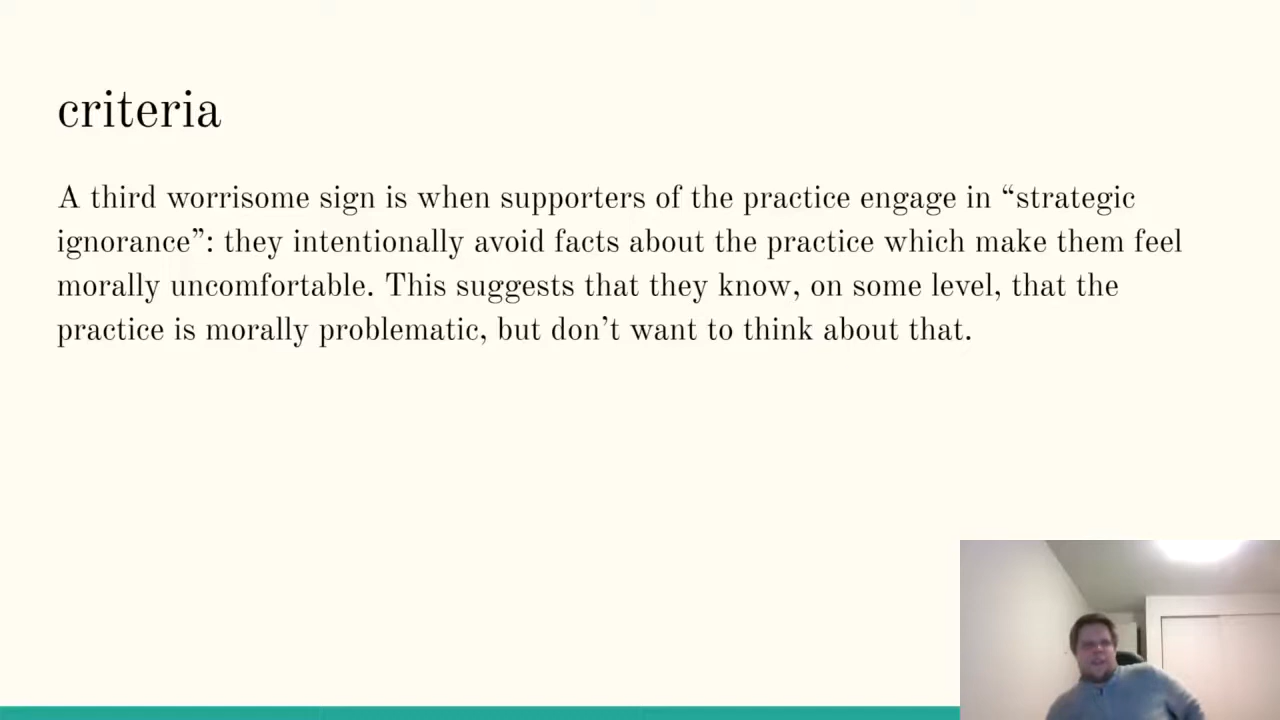 criteria
A third worrisome sign is when supporters of the practice engage in “strategic
ignorance”: they intentionally avoid facts about the practice which make them feel
morally uncomfortable. This suggests that they know, on some level, that the
practice is morally problematic, but don’t want to think about that.